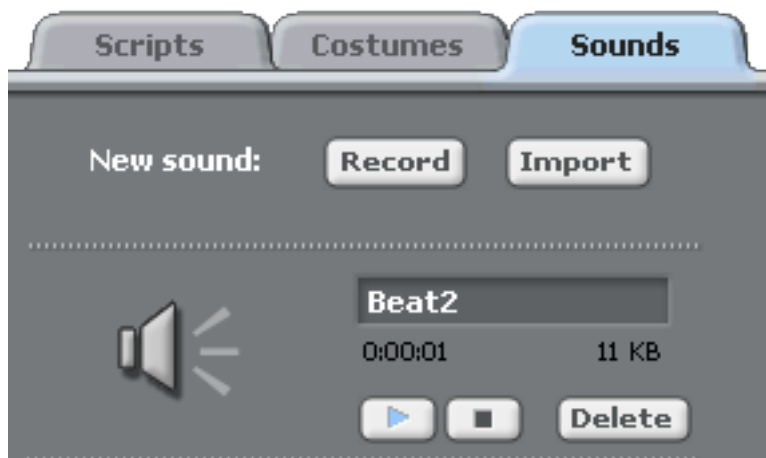 Scripts Costumes Sounds
New sound: Record Import
Beat2
0:00:01 11 KB
Delete